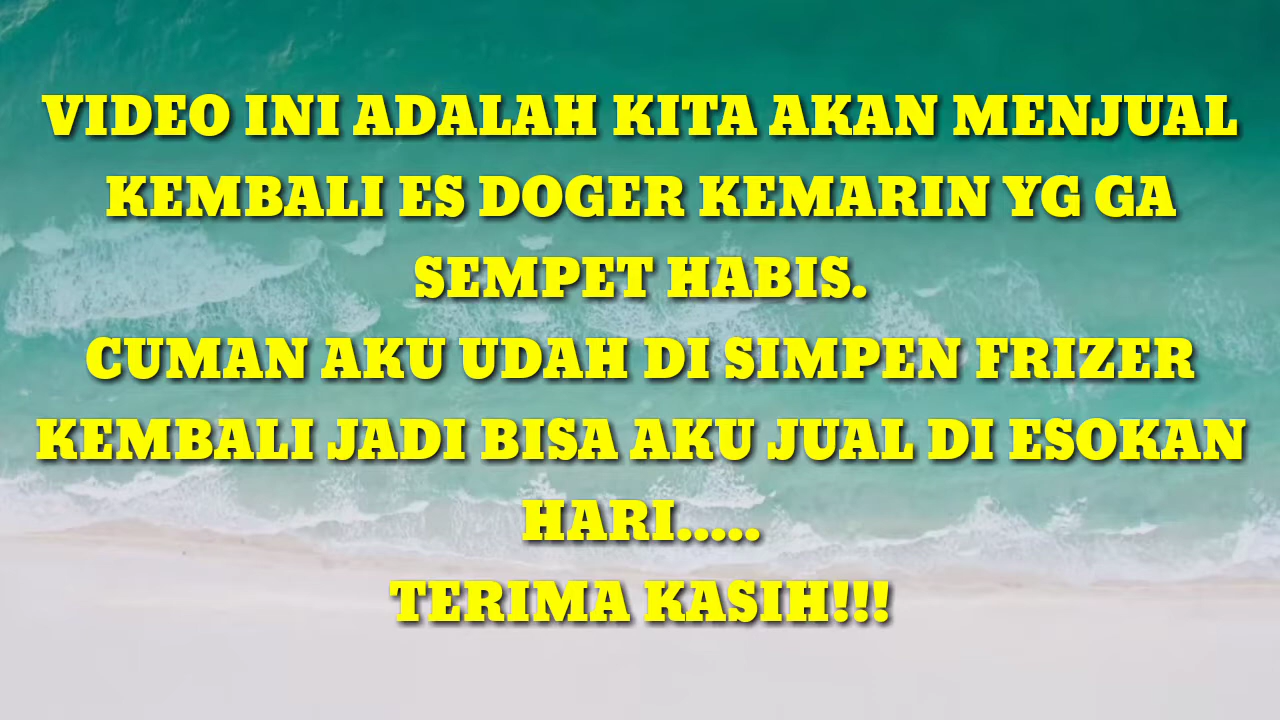 VIDEO INI ADALAH KITA AKAN MENJUAL
KEMBALI ES DOGER KEMARIN YG GA
SEMPET HABIS.
CUMAN AKU UDAH DI SIMPEN FRIZER
KEMBALI JADI BISA AKU JUAL DI ESOKAN
HARI.....
TERIMA KASIH!!!